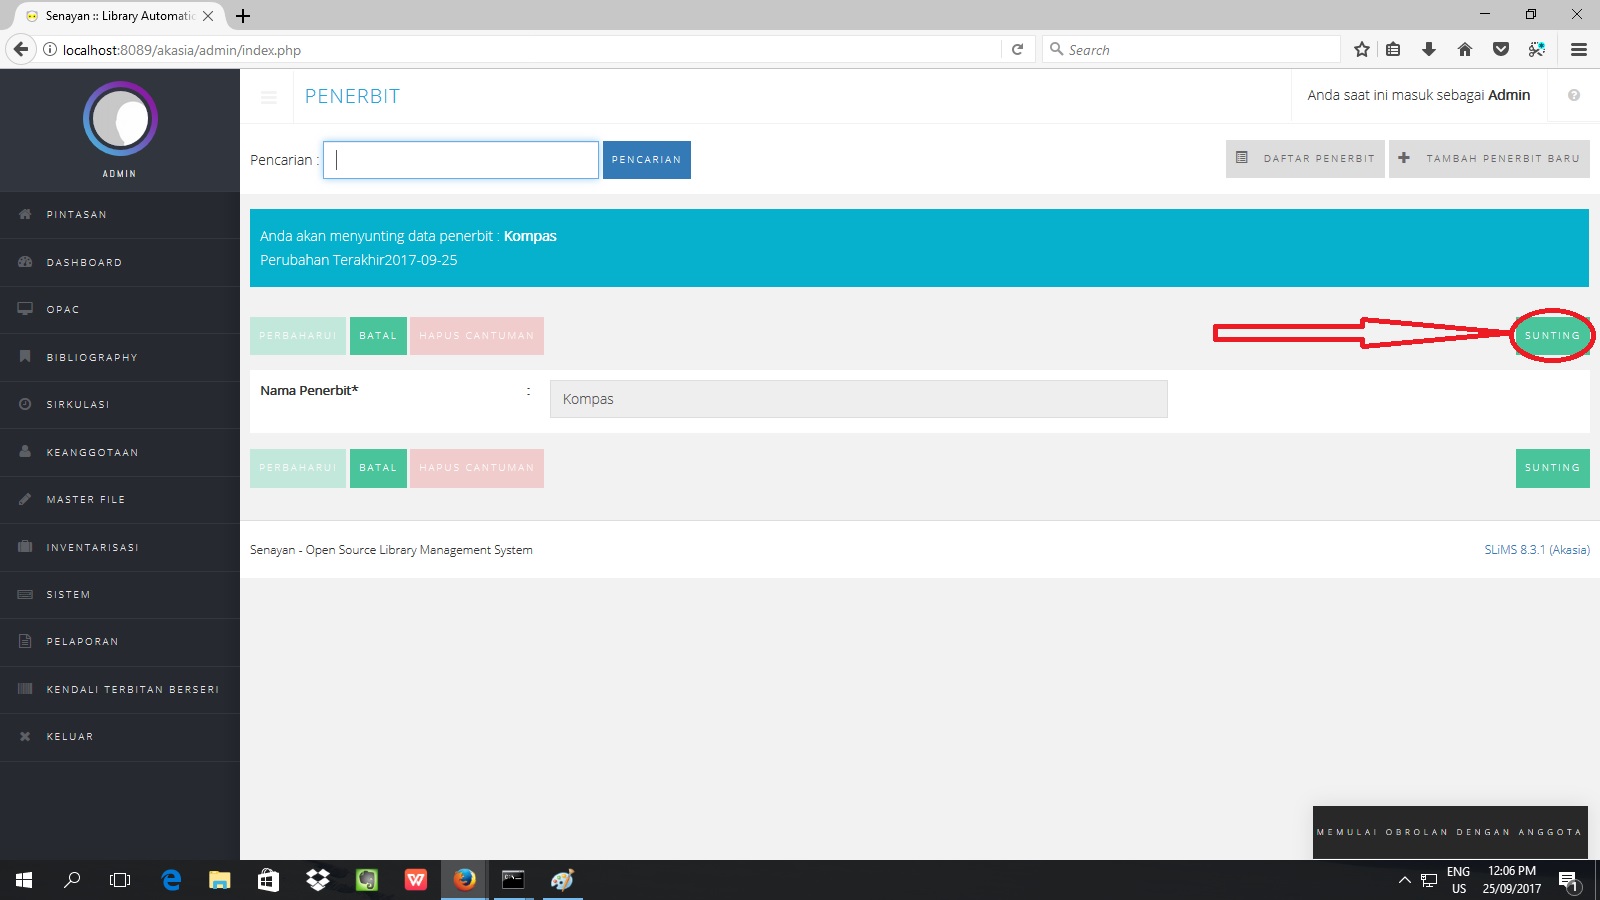 Senayan :: Library Automatic
localhost:8089/akasia/admin/index.php
Search
ADMIN
PINTASAN
DASHBOARD
OPAC
BIBLIOGRAPHY
SIRKULASI
KEANGGOTAAN
MASTER FILE
INVENTARISASI
SISTEM
PELAPORAN
KENDALI TERBITAN BERSERI
KELUAR
PENERBIT
Anda saat ini masuk sebagai Admin
Pencarian :
PENCARIAN
DAFTAR PENERBIT
TAMBAH PENERBIT BARU
Anda akan menyunting data penerbit : Kompas
Perubahan Terakhir2017-09-25
PERBAHARUI BATAL HAPUS CANTUMAN SUNTING
Nama Penerbit* : Kompas
PERBAHARUI BATAL HAPUS CANTUMAN SUNTING
Senayan - Open Source Library Management System
SLiMS 8.3.1 (Akasia)
MEMULAI OBROLAN DENGAN ANGGOTA
ENG
US
12:06 PM
25/09/2017
1